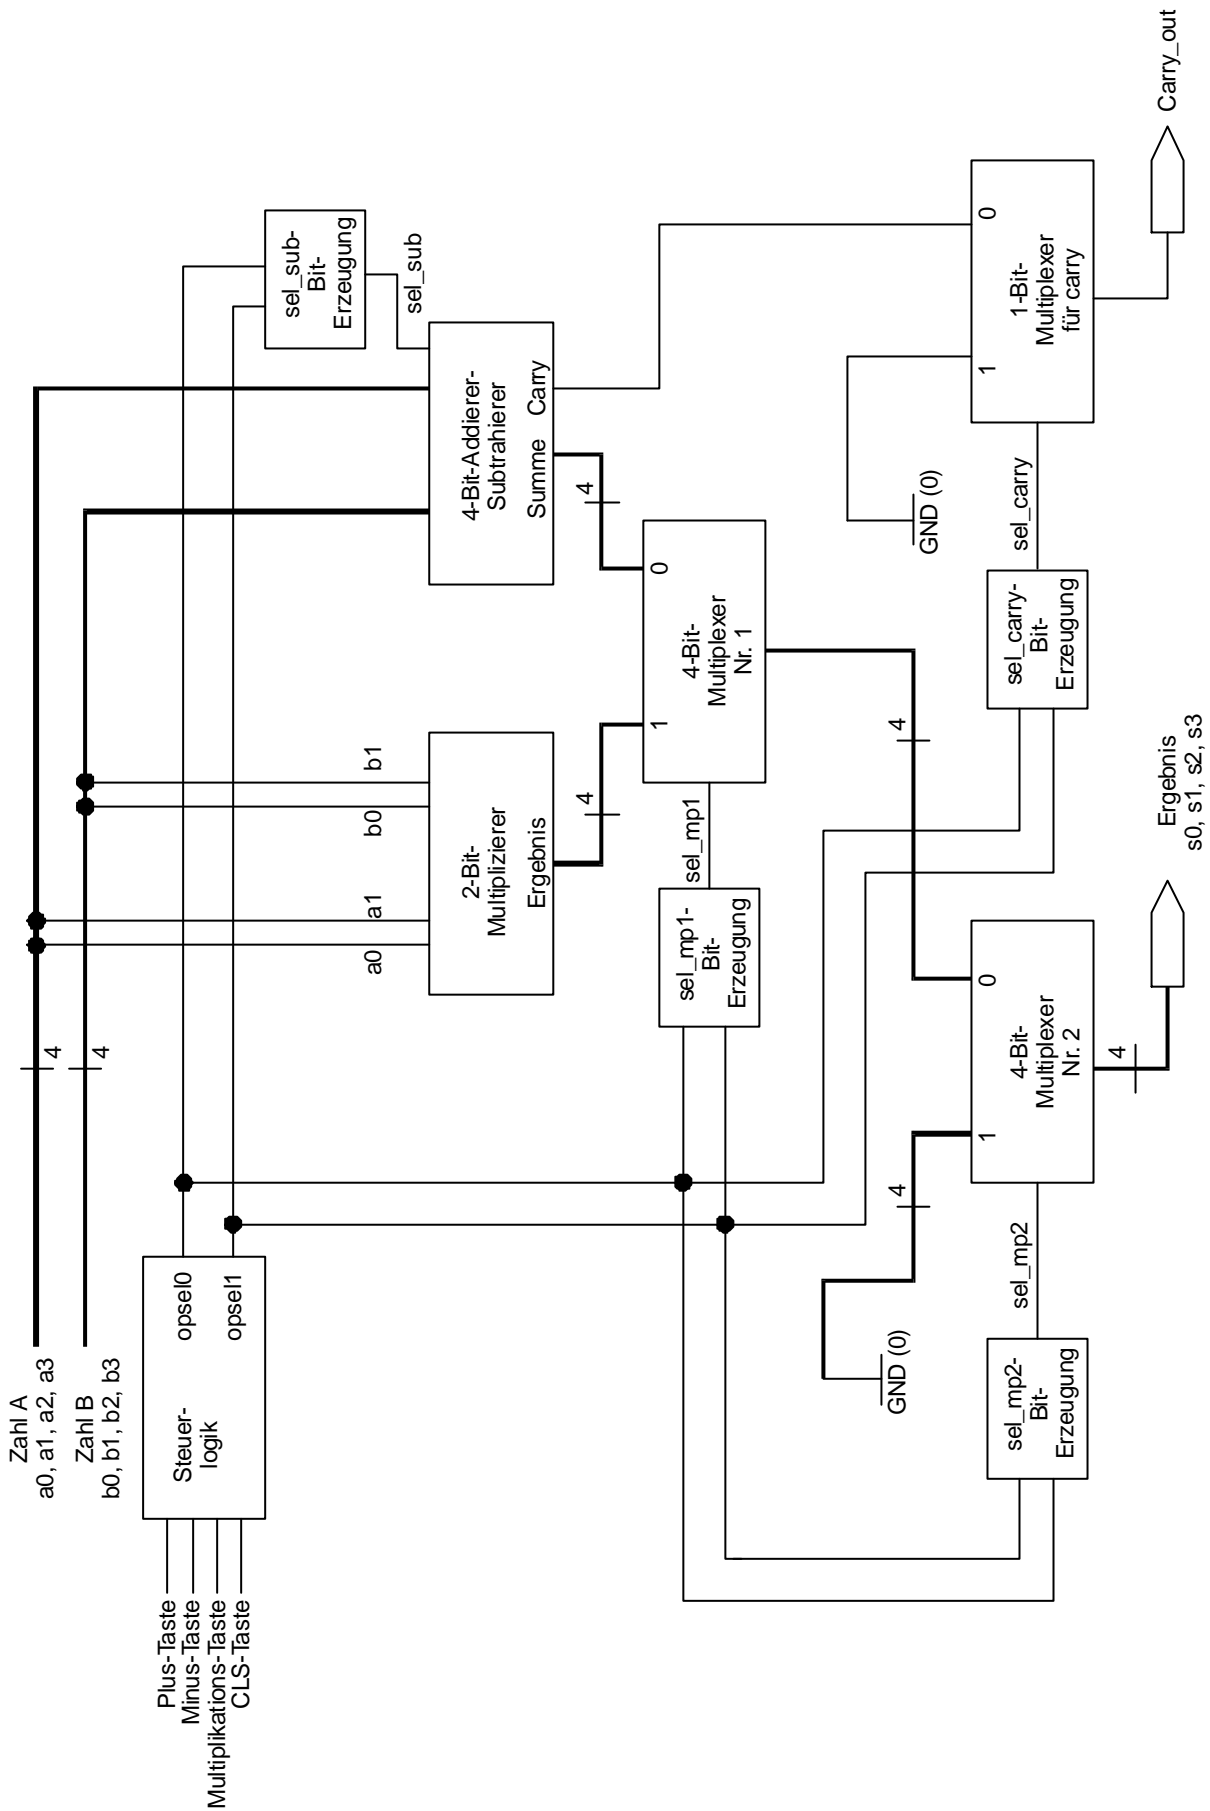 Zahl A
a0, a1, a2, a3
Zahl B
b0, b1, b2, b3
4
4
Plus-Taste
Minus-Taste
Multiplikations-Taste
CLS-Taste
Steuer-
logik
opsel0
opsel1
a0
a1
b0
b1
sel_sub-
Bit-
Erzeugung
sel_sub
2-Bit-
Multiplizierer
Ergebnis
4-Bit-Addierer-
Subtrahierer
Summe
Carry
4
4
sel_mp1-
Bit-
Erzeugung
sel_mp1
1
0
4-Bit-
Multiplexer
Nr. 1
4
GND (0)
4
GND (0)
sel_mp2-
Bit-
Erzeugung
sel_mp2
1
0
4-Bit-
Multiplexer
Nr. 2
4
sel_carry-
Bit-
Erzeugung
sel_carry
1
0
1-Bit-
Multiplexer
für carry
Ergebnis
s0, s1, s2, s3
Carry_out